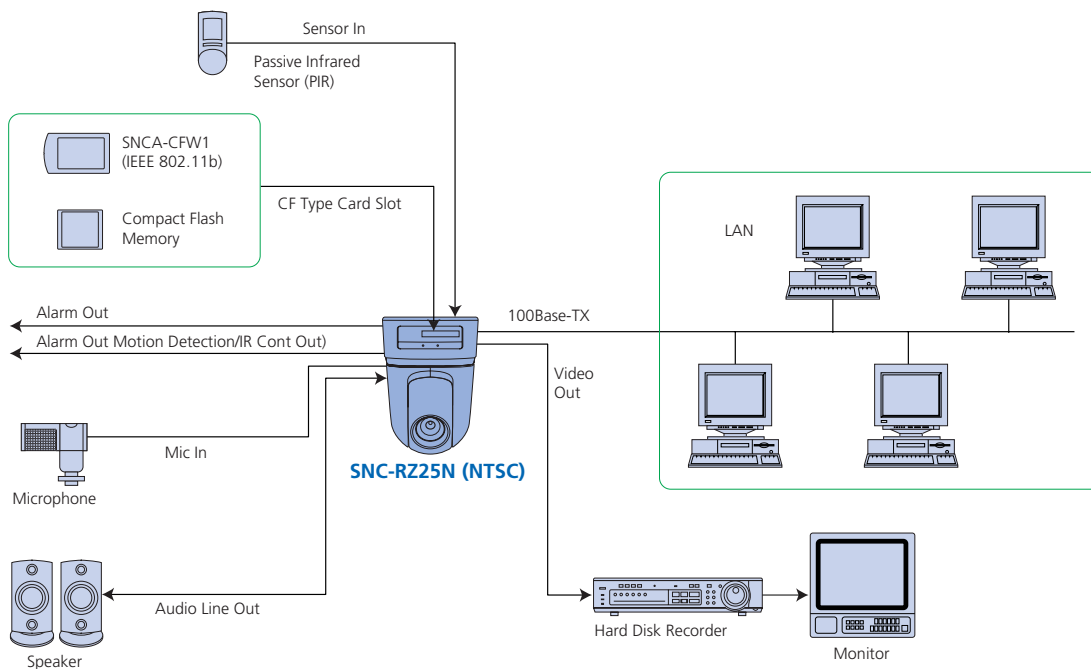 Sensor In
Passive Infrared
Sensor (PIR)
SNCA-CFW1
(IEEE 802.11b)
CF Type Card Slot
Compact Flash
Memory
LAN
Alarm Out
100Base-TX
Alarm Out Motion Detection/IR Cont Out)
Video
Out
Mic In
SNC-RZ25N (NTSC)
Microphone
Audio Line Out
Hard Disk Recorder
Monitor
Speaker